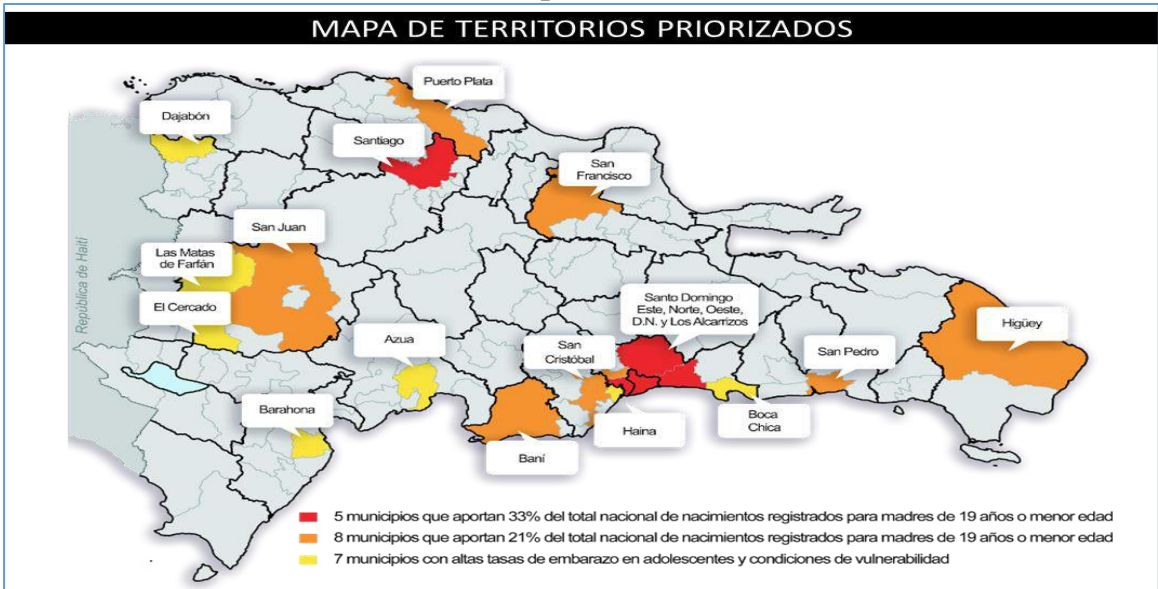 MAPA DE TERRITORIOS PRIORIZADOS
Puerto Plata
Dajabón
Santiago
San
Francisco
San Juan
Las Matas
de Farfán
República de Haití
El Cercado
Santo Domingo
Este, Norte, Oeste,
D.N. y Los Alcarrizos
Higüey
Azua
San
Cristóbal
San Pedro
Barahona
Boca
Chica
Haina
Baní
5 municipios que aportan 33% del total nacional de nacimientos registrados para madres de 19 años o menor edad
8 municipios que aportan 21% del total nacional de nacimientos registrados para madres de 19 años o menor edad
7 municipios con altas tasas de embarazo en adolescentes y condiciones de vulnerabilidad